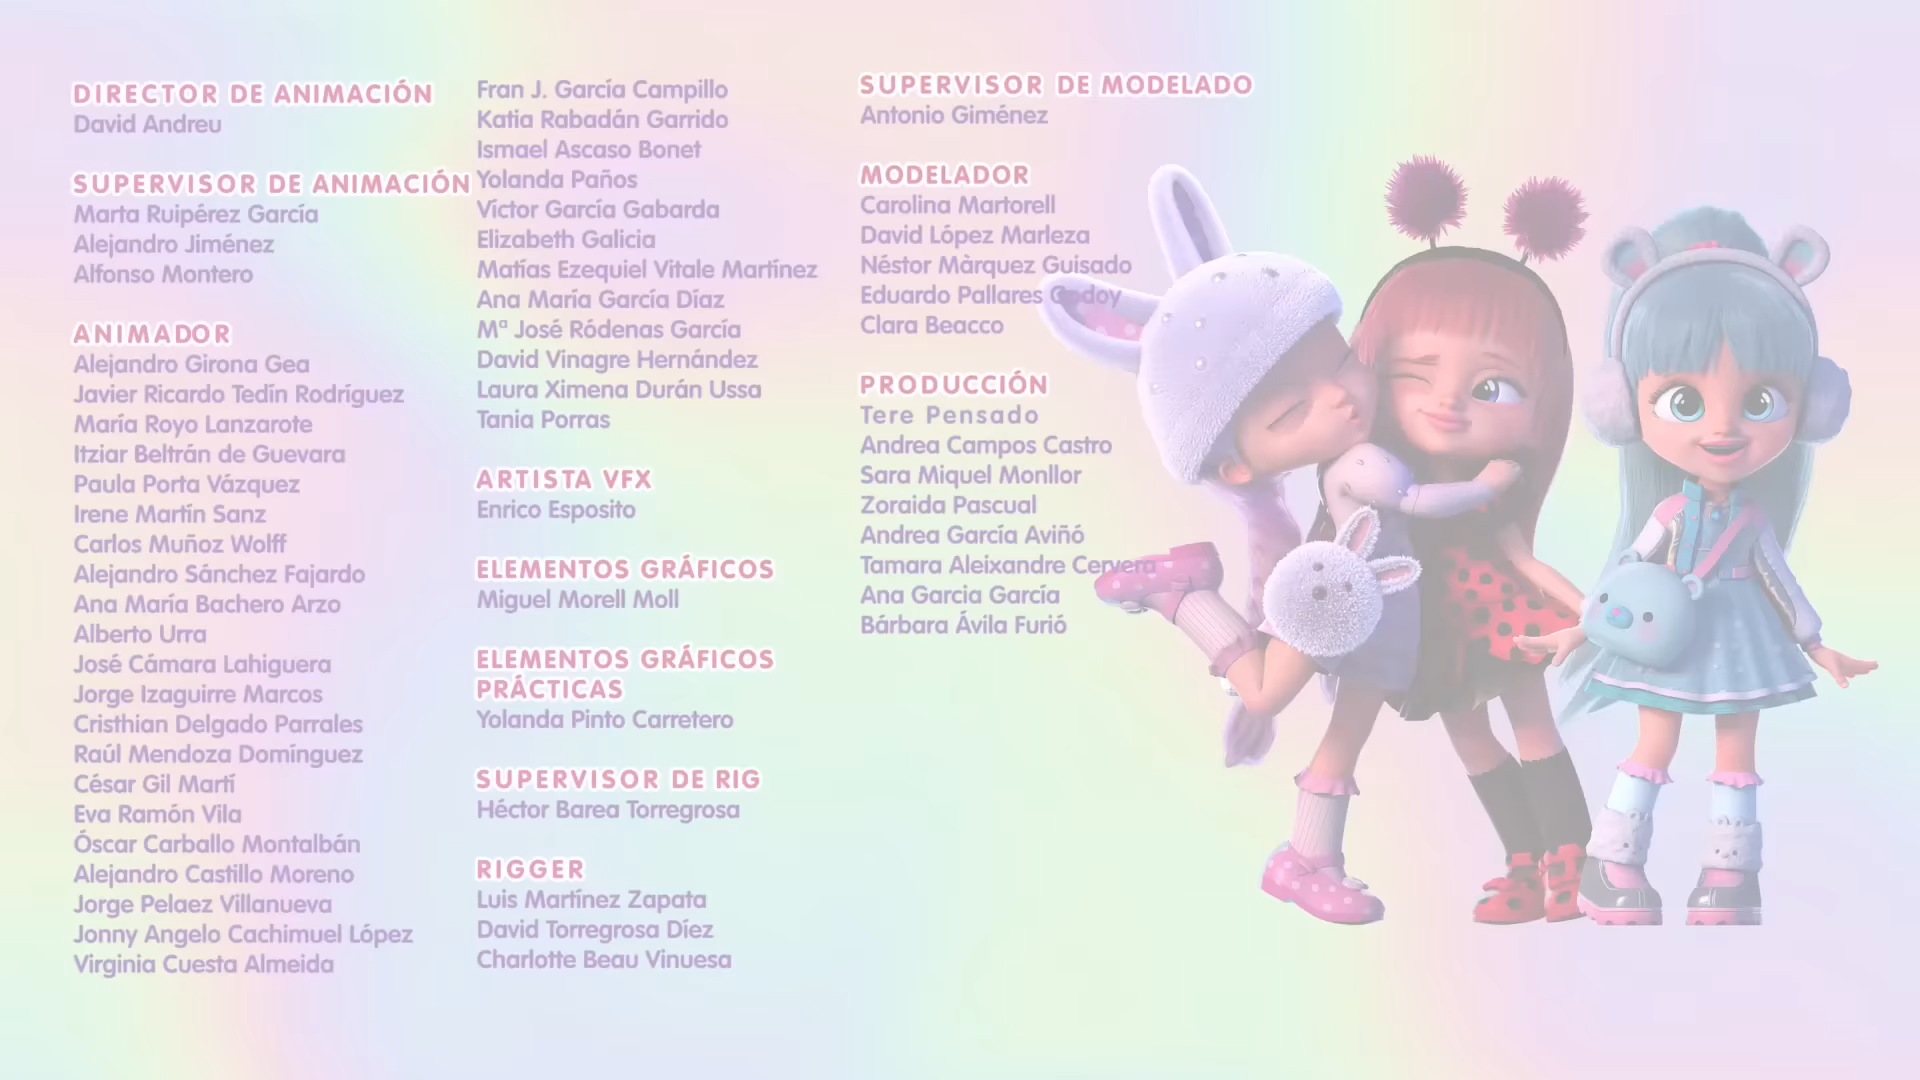 DIRECTOR DE ANIMACIÓN
David Andreu
SUPERVISOR DE ANIMACIÓN
Marta Ruipérez García
Alejandro Jiménez
Alfonso Montero
ANIMADOR
Alejandro Girona Gea
Javier Ricardo Tedín Rodríguez
María Royo Lanzarote
Itziar Beltrán de Guevara
Paula Porta Vázquez
Irene Martín Sanz
Carlos Muñoz Wolff
Alejandro Sánchez Fajardo
Ana María Bachero Arzo
Alberto Urra
José Cámara Lahiguera
Jorge Izaguirre Marcos
Cristhian Delgado Parrales
Raúl Mendoza Domínguez
César Gil Martí
Eva Ramón Vila
Óscar Carballo Montalbán
Alejandro Castillo Moreno
Jorge Pelaez Villanueva
Jonny Angelo Cachimuel López
Virginia Cuesta Almeida
Fran J. García Campillo
Katia Rabadán Garrido
Ismael Ascaso Bonet
Yolanda Paños
Víctor García Gabarda
Elizabeth Galicia
Matías Ezequiel Vitale Martínez
Ana María García Díaz
Mª José Ródenas García
David Vinagre Hernández
Laura Ximena Durán Ussa
Tania Porras
ARTISTA VFX
Enrico Esposito
ELEMENTOS GRÁFICOS
Miguel Morell Moll
ELEMENTOS GRÁFICOS
PRÁCTICAS
Yolanda Pinto Carretero
SUPERVISOR DE RIG
Héctor Barea Torregrosa
RIGGER
Luis Martínez Zapata
David Torregrosa Díez
Charlotte Beau Vinuesa
SUPERVISOR DE MODELADO
Antonio Giménez
MODELADOR
Carolina Martorell
David López Marleza
Néstor Màrquez Guisado
Eduardo Pallares Godoy
Clara Beacco
PRODUCCIÓN
Tere Pensado
Andrea Campos Castro
Sara Miquel Monllor
Zoraida Pascual
Andrea García Aviñó
Tamara Aleixandre Cervera
Ana Garcia García
Bárbara Ávila Furió